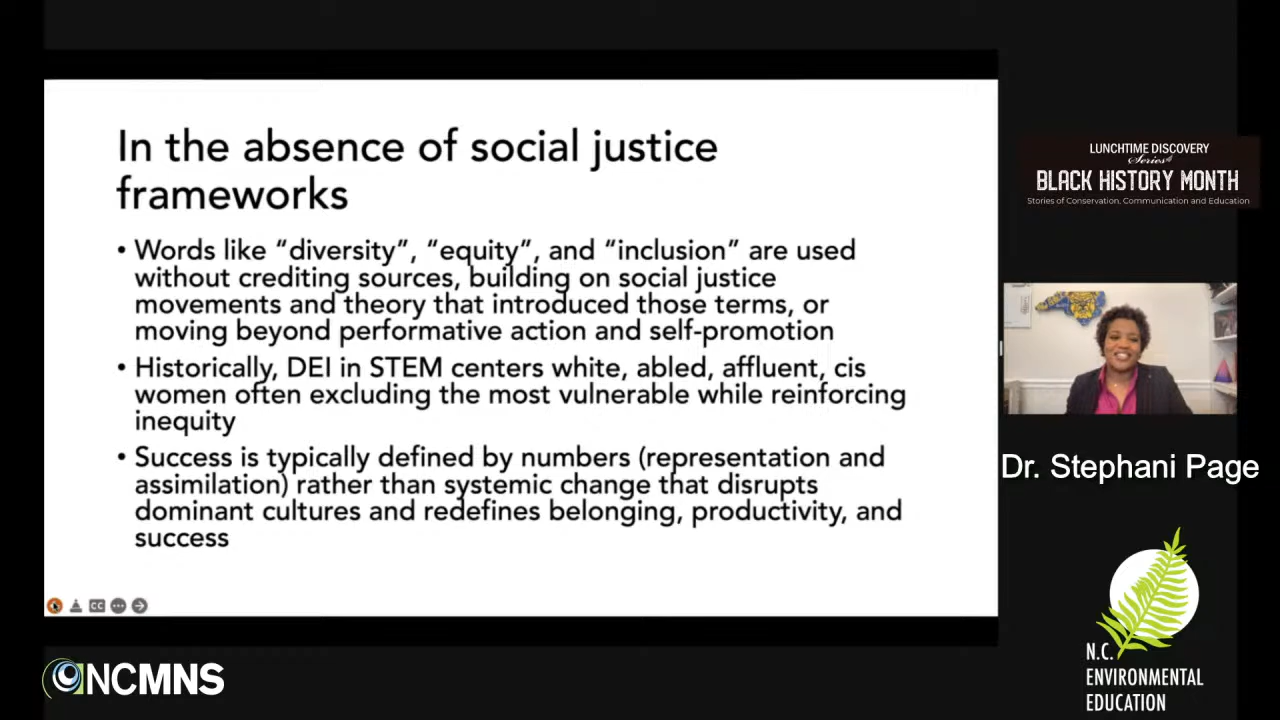 In the absence of social justice
frameworks
• Words like “diversity”, “equity”, and “inclusion” are used
without crediting sources, building on social justice
movements and theory that introduced those terms, or
moving beyond performative action and self-promotion
• Historically, DEI in STEM centers white, abled, affluent, cis
women often excluding the most vulnerable while reinforcing
inequity
• Success is typically defined by numbers (representation and
assimilation) rather than systemic change that disrupts
dominant cultures and redefines belonging, productivity, and
success
CC
NCMNS
LUNCHTIME DISCOVERY
Series
BLACK HISTORY MONTH
Stories of Conservation, Communication and Education
Dr. Stephani Page
N.C.
ENVIRONMENTAL
EDUCATION